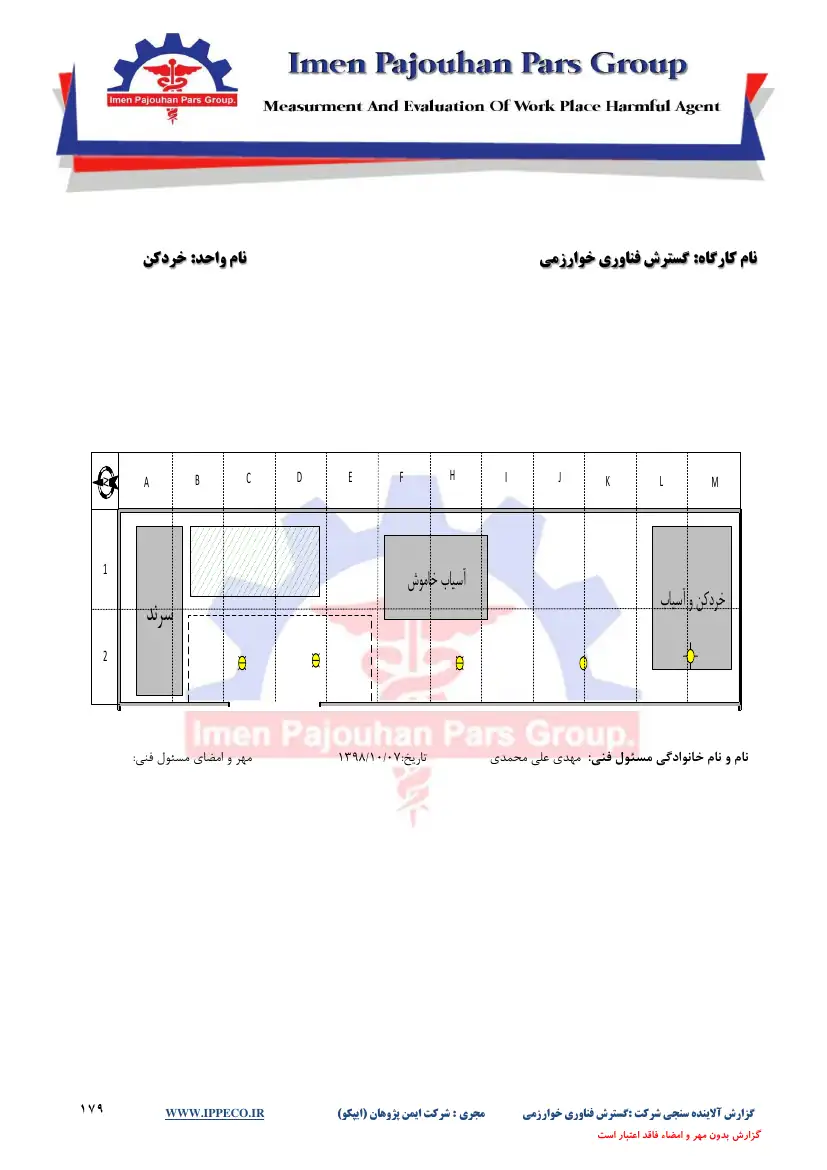 Imen Pajouhan Pars Group
Imen Pajouhan Pars Group.
Measurment And Evaluation Of Work Place Harmful Agent
نام کارگاه: گسترش فناوری خوارزمی نام واحد: خردکن
A B C D E F H I J K L M
1
آسیاب خاموش
خردکن و آسیاب
سرند
2
Imen Pajouhan Pars Group.
نام و نام خانوادگی مسئول فنی: مهدی علی محمدی تاریخ:۱۳۹۸/۱۰/۰۷ مهر و امضای مسئول فنی:
گزارش آلاینده سنجی شرکت :گسترش فناوری خوارزمی مجری : شرکت ایمن پژوهان (ایپکو) WWW.IPPECO.IR ۱۷۹
گزارش بدون مهر و امضاء فاقد اعتبار است